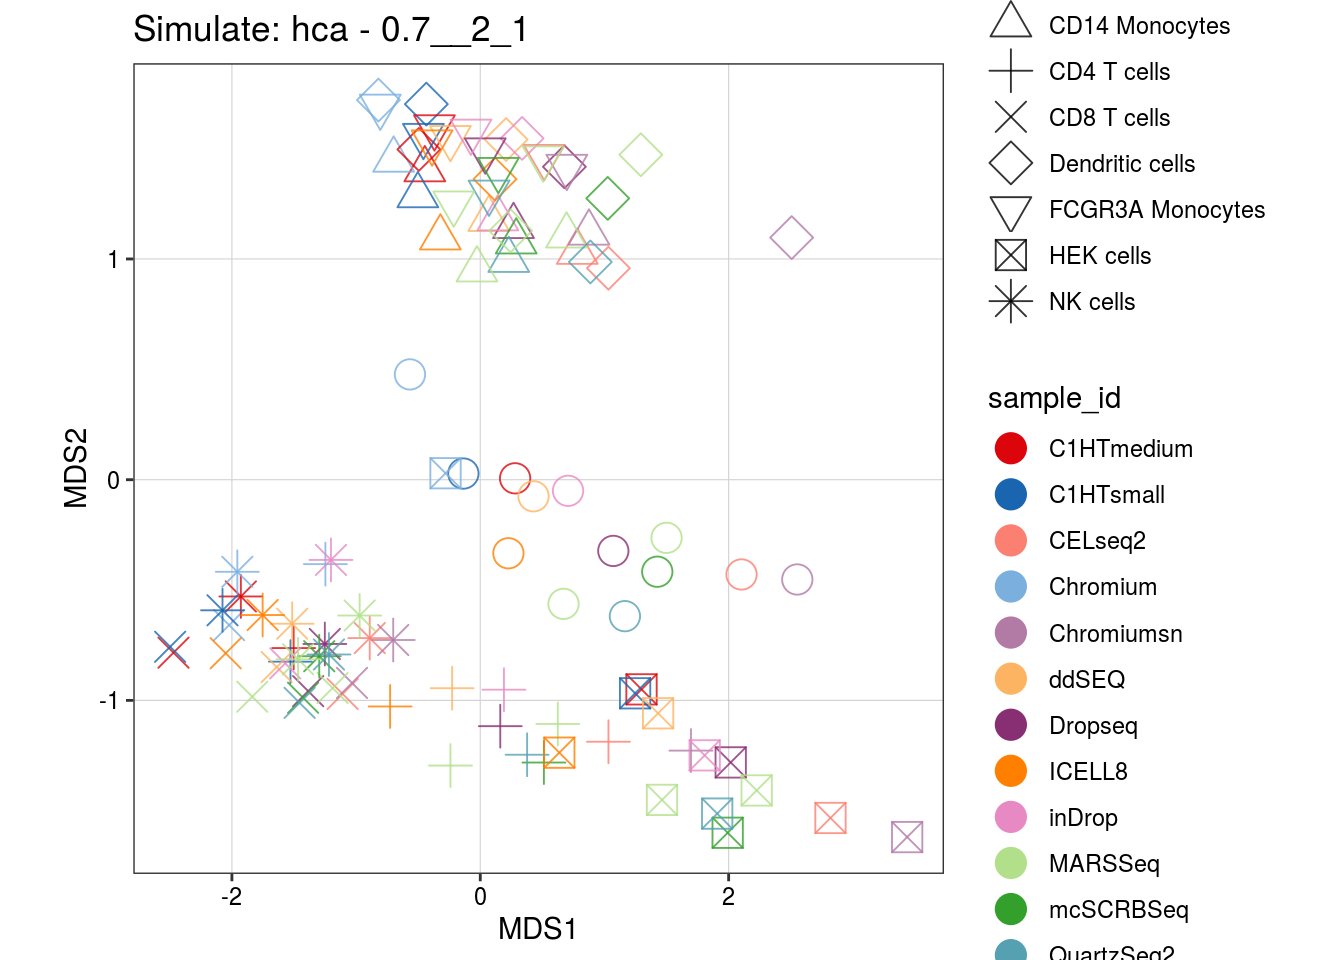 Simulate: hca - 0.7__2_1
CD14 Monocytes
CD4 T cells
CD8 T cells
Dendritic cells
FCGR3A Monocytes
HEK cells
NK cells
sample_id
C1HTmedium
C1HTsmall
CELseq2
Chromium
Chromiumsn
ddSEQ
Dropseq
ICELL8
inDrop
MARSSeq
mcSCRBSeq
QuartzSeq2
MDS2
1
0
-1
-2
0
2
MDS1